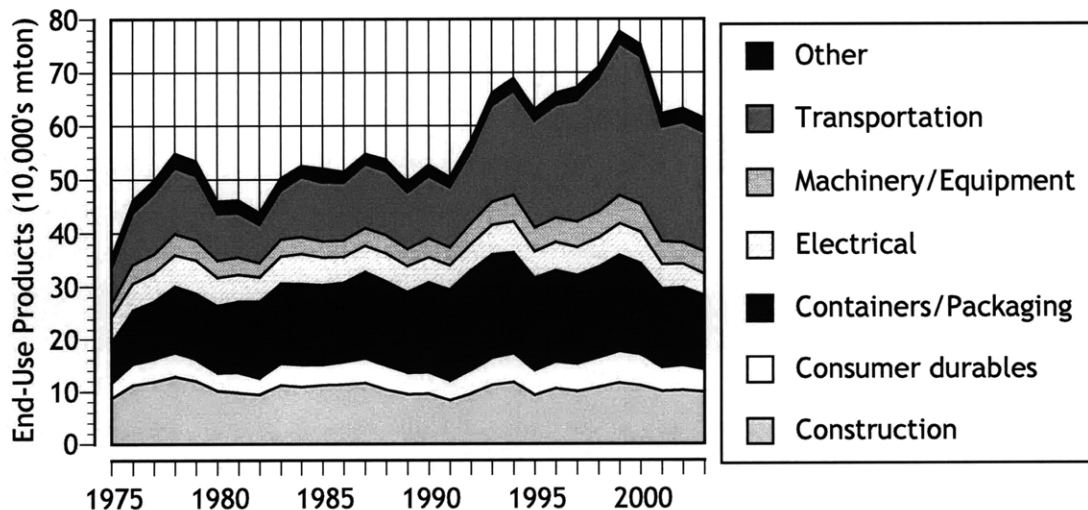 End-Use Products (10,000's mton)
80
70
60
50
40
30
20
10
0
1975
1980
1985
1990
1995
2000
Other
Transportation
Machinery/Equipment
Electrical
Containers/Packaging
Consumer durables
Construction